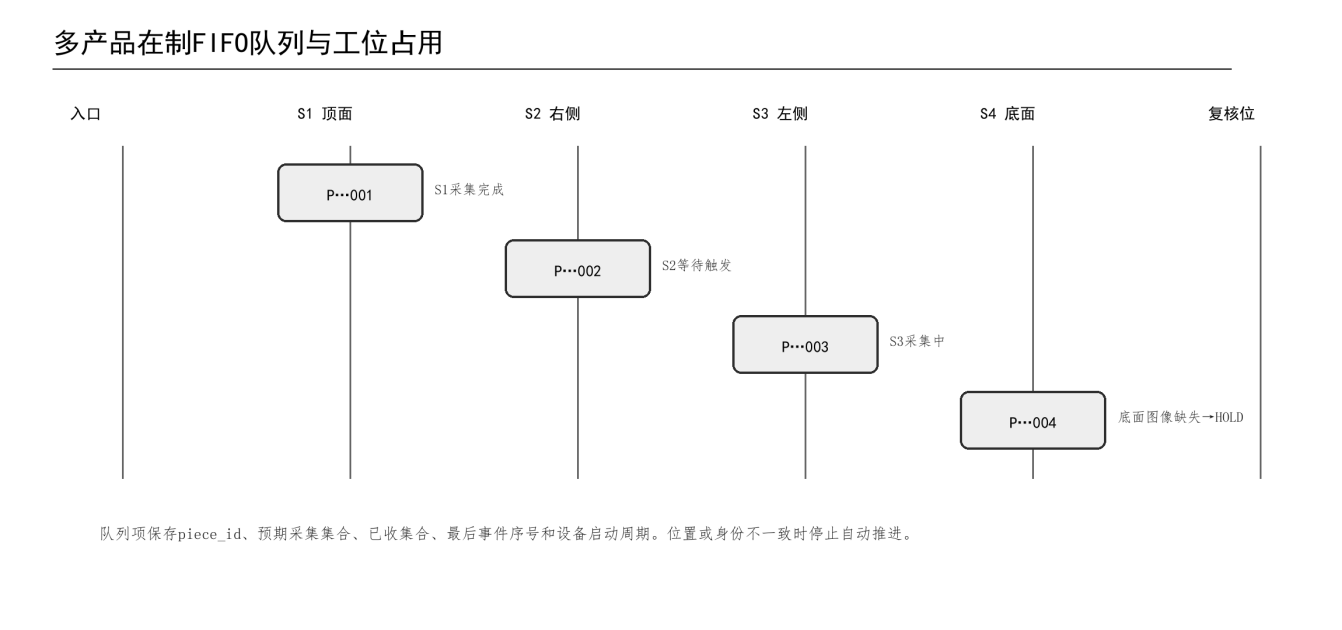 多产品在制FIFO队列与工位占用
入口
S1 顶面
S2 右侧
S3 左侧
S4 底面
复核位
P…001
S1采集完成
P…002
S2等待触发
P…003
S3采集中
P…004
底面图像缺失→HOLD
队列项保存piece_id、预期采集集合、已收集合、最后事件序号和设备启动周期。位置或身份不一致时停止自动推进。